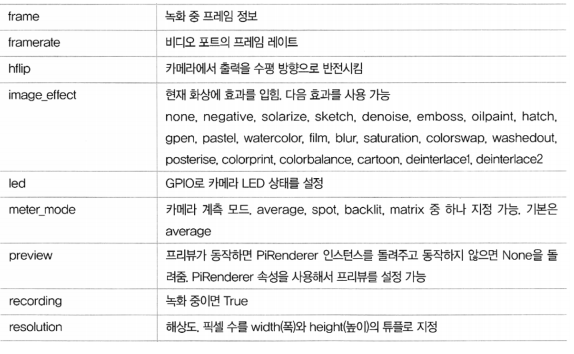 frame 녹화 중 프레임 정보
framerate 비디오 포트의 프레임 레이트
hflip 카메라에서 출력을 수평 방향으로 반전시킴
image_effect 현재 화상에 효과를 입힘. 다음 효과를 사용 가능
none, negative, solarize, sketch, denoise, emboss, oilpaint, hatch,
gpen, pastel, watercolor, film, blur, saturation, colorswap, washedout,
posterise, colorprint, colorbalance, cartoon, deinterlace1, deinterlace2
led GPIO로 카메라 LED 상태를 설정
meter_mode 카메라 계측 모드. average, spot, backlit, matrix 중 하나 지정 가능. 기본은
average
preview 프리뷰가 동작하면 PiRenderer 인스턴스를 돌려주고 동작하지 않으면 None을 돌
려줌. PiRenderer 속성을 사용해서 프리뷰를 설정 가능
recording 녹화 중이면 True
resolution 해상도. 픽셀 수를 width(폭)와 height(높이)의 튜플로 지정